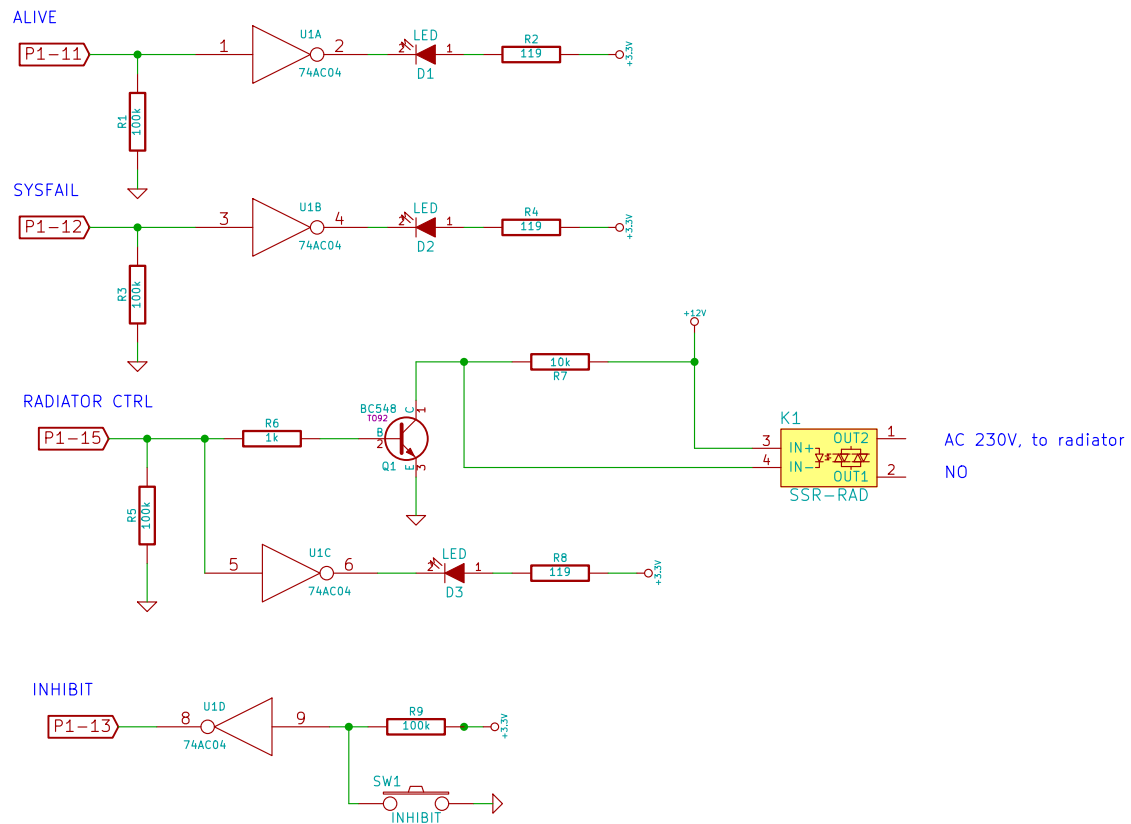 ALIVE
P1-11
1
U1A
2
74AC04
LED
2
1
D1
R2
119
+3.3V
R1
100k
SYSFAIL
P1-12
3
U1B
4
74AC04
LED
2
1
D2
R4
119
+3.3V
R3
100k
+12V
10k
R7
RADIATOR CTRL
P1-15
R6
1k
BC548
TO92
B
2
C
1
E
3
Q1
K1
3
IN+
4
IN-
OUT2
1
OUT1
2
SSR-RAD
AC 230V, to radiator
NO
R5
100k
5
U1C
6
74AC04
LED
2
1
D3
R8
119
+3.3V
INHIBIT
P1-13
8
U1D
9
74AC04
R9
100k
+3.3V
SW1
INHIBIT